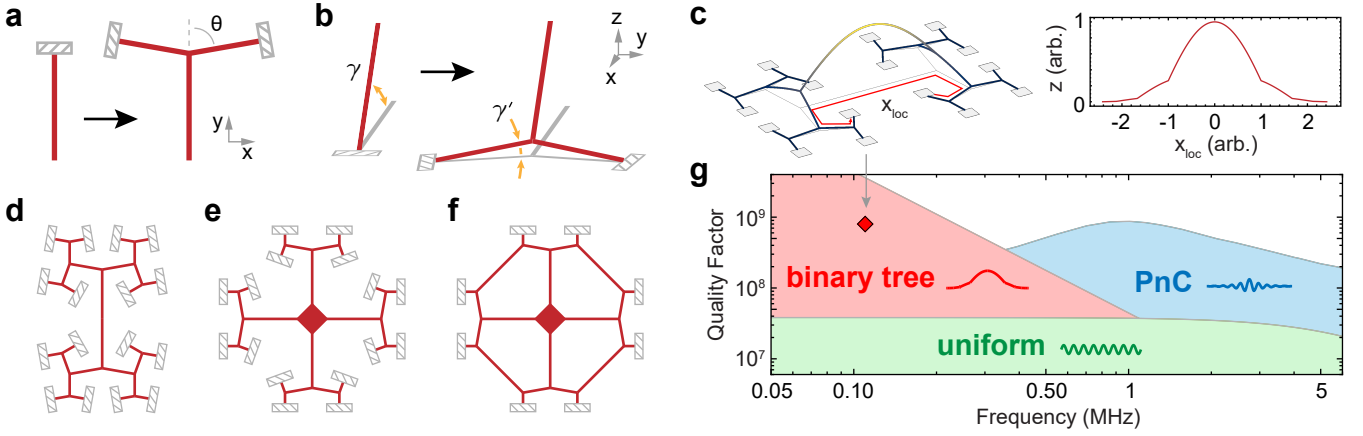 a
θ
y
x
b
γ
γ′
z
y
x
c
x_loc
z (arb.)
1
0
-2 -1 0 1 2
x_loc (arb.)
d
e
f
g
Quality Factor
10^9
10^8
10^7
binary tree
PnC
uniform
0.05 0.10 0.50 1 5
Frequency (MHz)